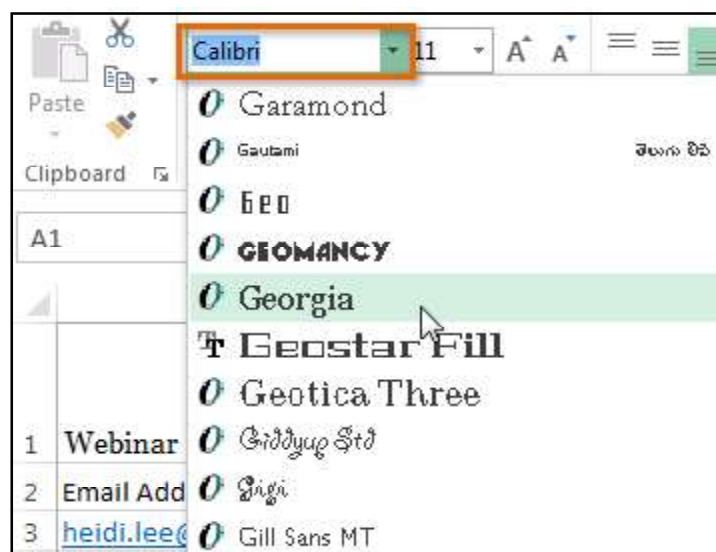 Calibri 11 A A
Paste
Clipboard
A1
Garamond
Gautami తెలుగు లిపి
Geo
GEOMANCY
Georgia
Geostar Fill
Geotica Three
Giddyup Std
Gigi
Gill Sans MT
1 Webinar
2 Email Add
3 heidi.lee@